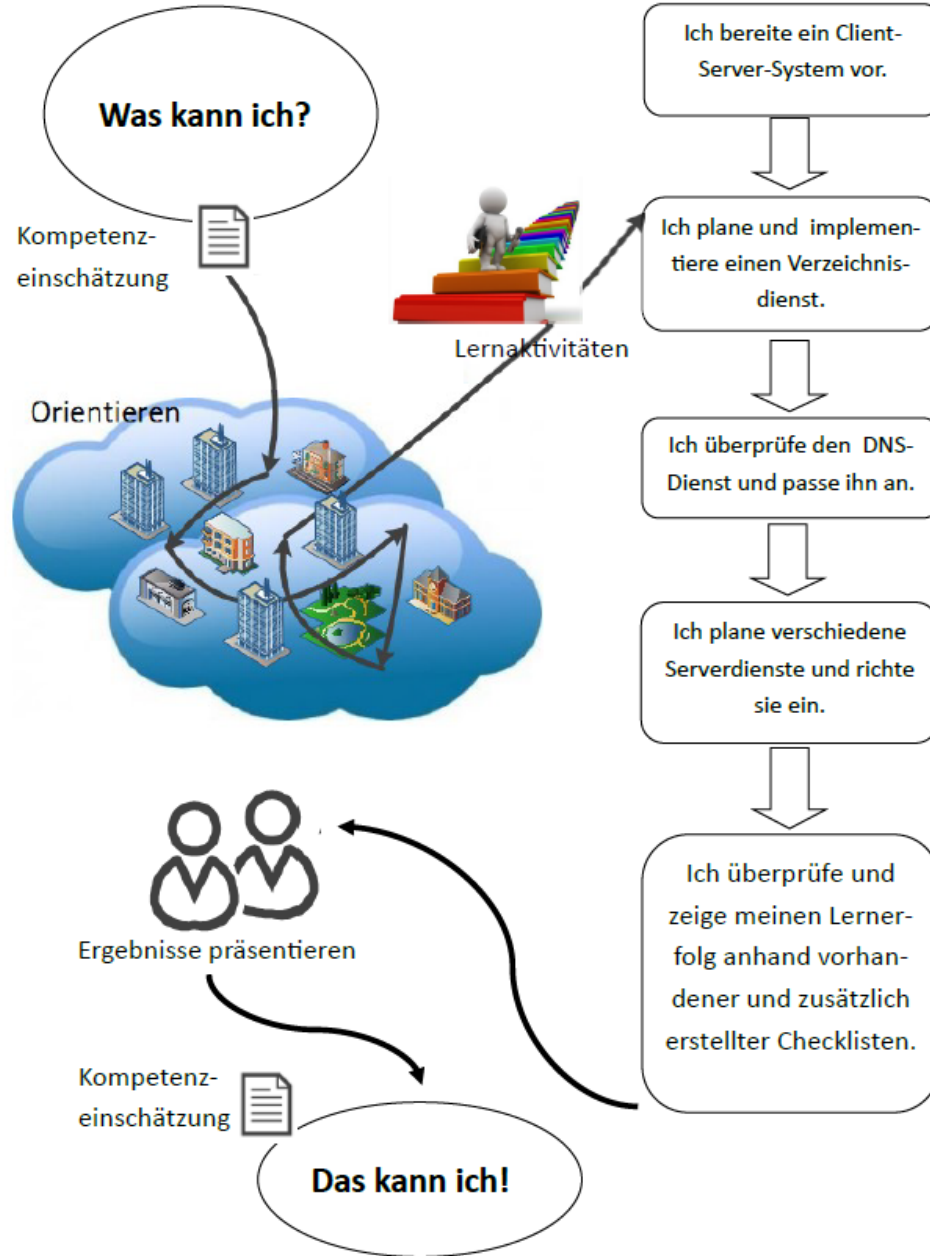 Was kann ich?
Kompetenz-
einschätzung
Orientieren
Lernaktivitäten
Ich bereite ein Client-
Server-System vor.
Ich plane und implemen-
tiere einen Verzeichnis-
dienst.
Ich überprüfe den DNS-
Dienst und passe ihn an.
Ich plane verschiedene
Serverdienste und richte
sie ein.
Ich überprüfe und
zeige meinen Lerner-
folg anhand vorhan-
dener und zusätzlich
erstellter Checklisten.
Ergebnisse präsentieren
Kompetenz-
einschätzung
Das kann ich!